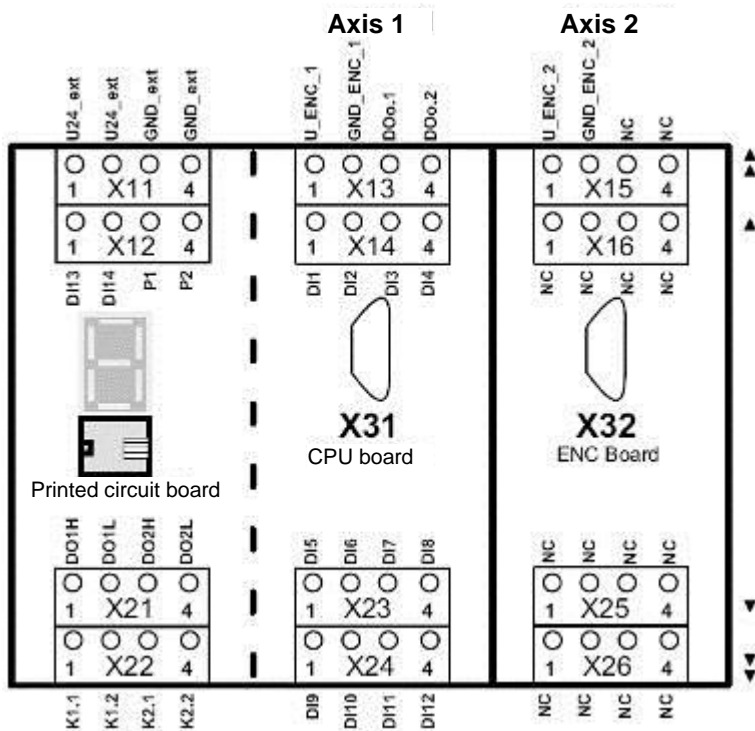 Axis 1 Axis 2
U24_ext U24_ext GND_ext GND_ext U_ENC_1 GND_ENC_1 DOo.1 DOo.2 U_ENC_2 GND_ENC_2 NC NC
1 X11 4 1 X13 4 1 X15 4
1 X12 4 1 X14 4 1 X16 4
DI13 DI14 P1 P2 DI1 DI2 DI3 DI4 NC NC NC NC
X31 X32
CPU board ENC Board
Printed circuit board
DO1H DO1L DO2H DO2L DI5 DI6 DI7 DI8 NC NC NC NC
1 X21 4 1 X23 4 1 X25 4
1 X22 4 1 X24 4 1 X26 4
K1.1 K1.2 K2.1 K2.2 DI9 DI10 DI11 DI12 NC NC NC NC